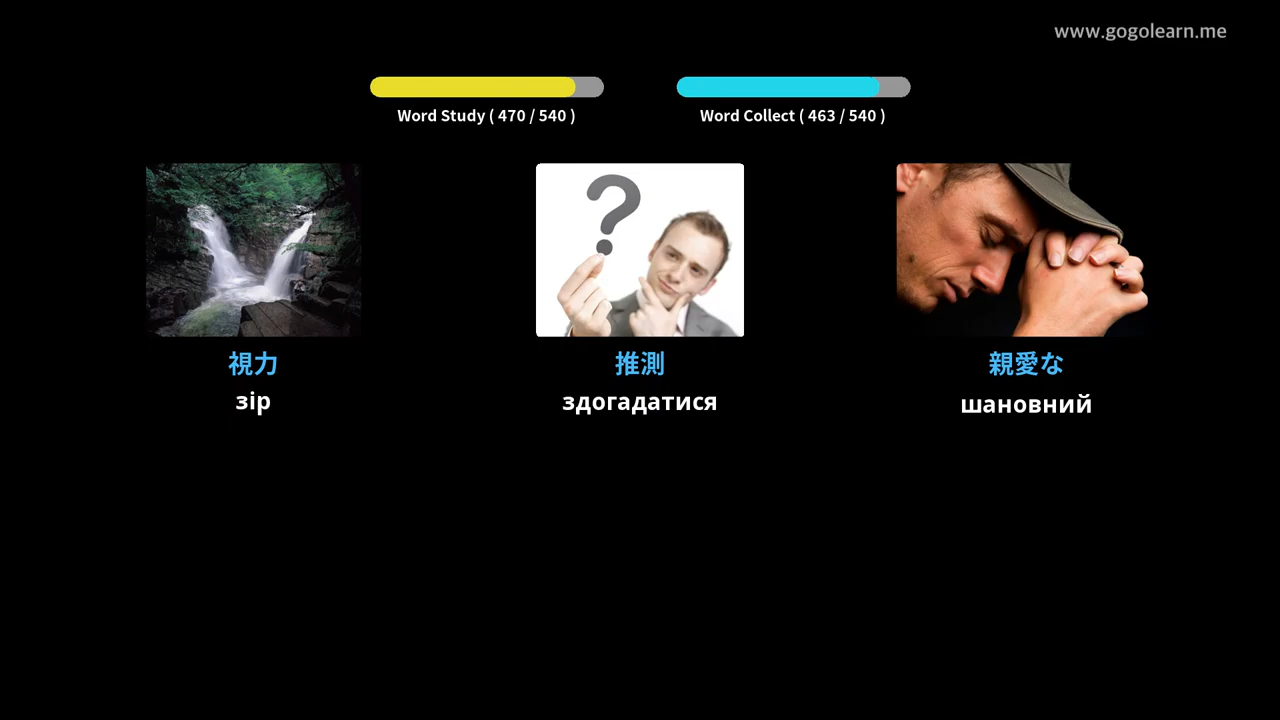 www.gogolearn.me
Word Study ( 470 / 540 )
Word Collect ( 463 / 540 )
視力
зір
推測
здогадатися
親愛な
шановний